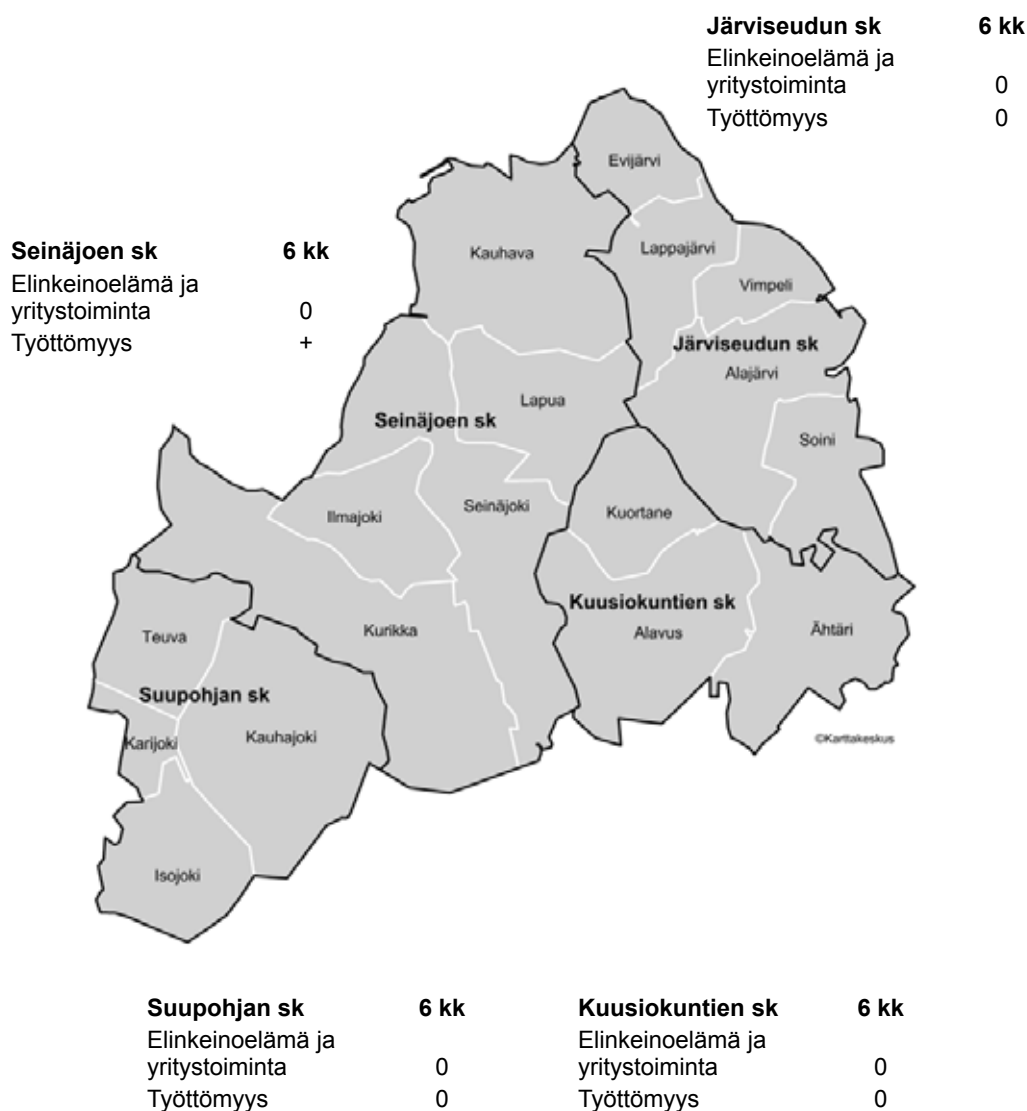 Järviseudun sk 6 kk
Elinkeinoelämä ja
yritystoiminta 0
Työttömyys 0
Seinäjoen sk 6 kk
Elinkeinoelämä ja
yritystoiminta 0
Työttömyys +
Evijärvi
Kauhava
Lappajärvi
Vimpeli
Järviseudun sk
Alajärvi
Lapua
Seinäjoen sk
Soini
Ilmajoki
Seinäjoki
Kuortane
Kuusiokuntien sk
Alavus
Ähtäri
Kurikka
Teuva
Suupohjan sk
Karijoki
Kauhajoki
©Karttakeskus
Isojoki
Suupohjan sk 6 kk
Elinkeinoelämä ja
yritystoiminta 0
Työttömyys 0
Kuusiokuntien sk 6 kk
Elinkeinoelämä ja
yritystoiminta 0
Työttömyys 0